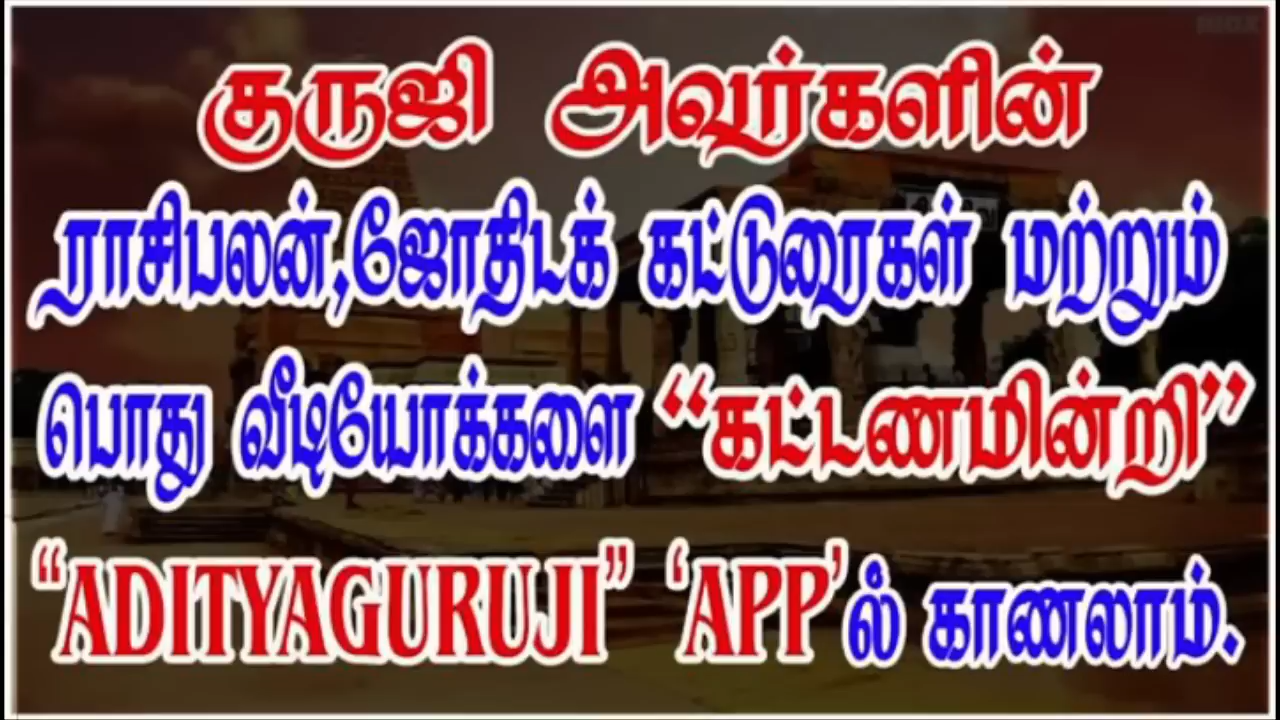 குருஜி அவர்களின்
ராசிபலன்,ஜோதிடக் கட்டுரைகள் மற்றும்
பொது வீடியோக்களை “கட்டணமின்றி”
“ADITYAGURUJI” ‘APP’ல் காணலாம்.